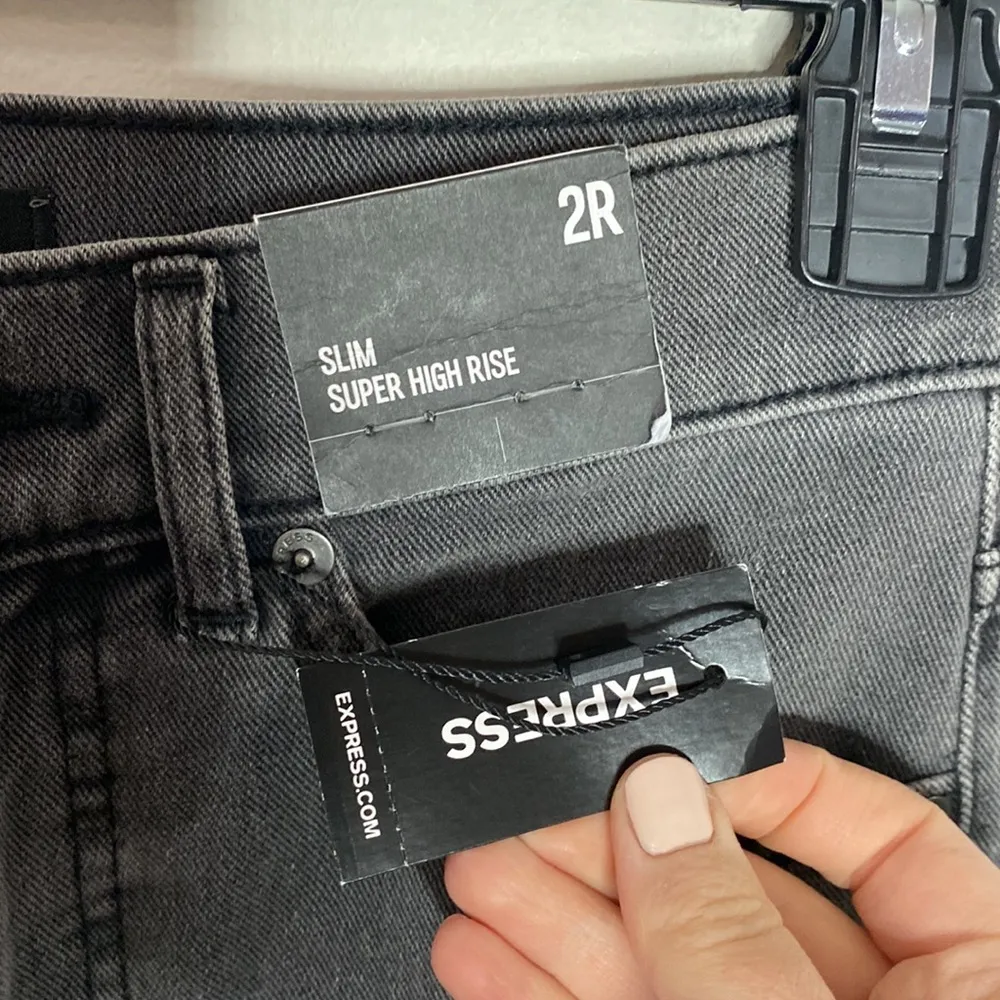 2R
SLIM
SUPER HIGH RISE
EXPRESS
EXPRESS.COM